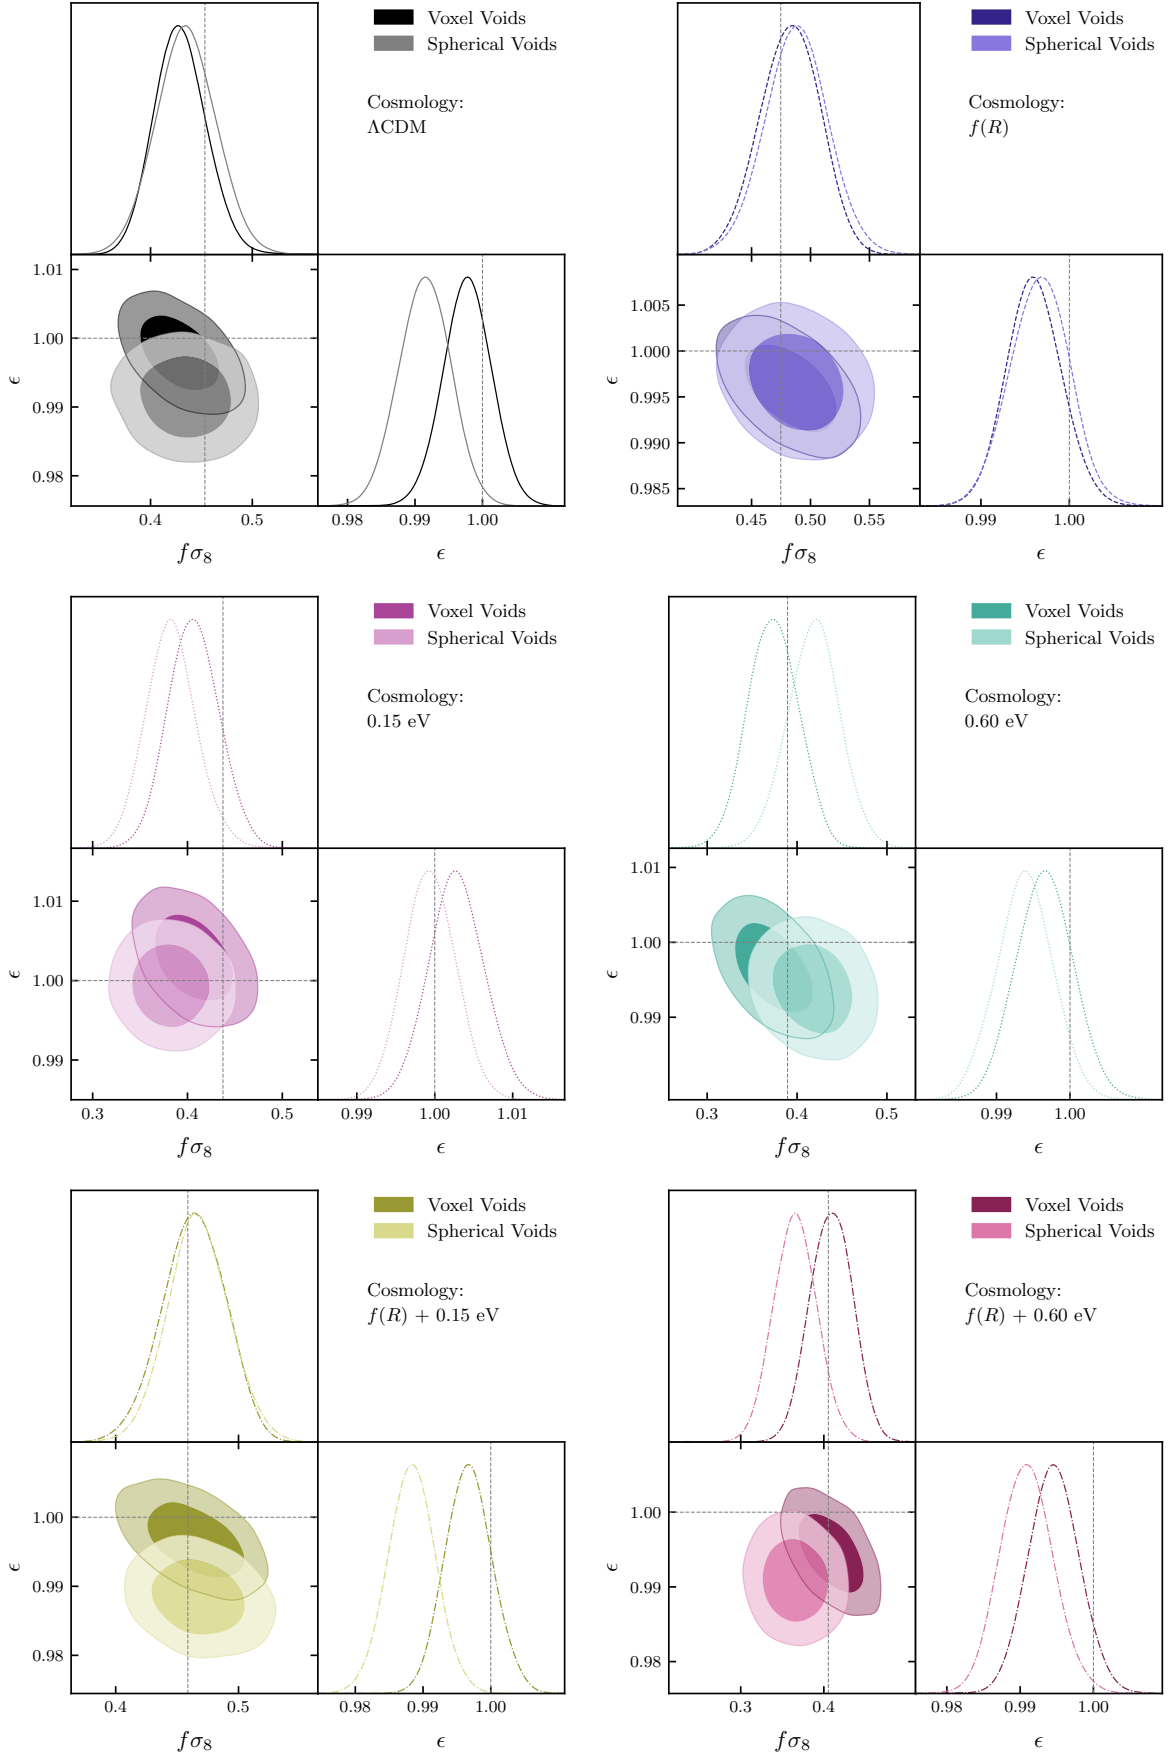 Voxel Voids
Spherical Voids
Cosmology:
ΛCDM
1.01
1.00
0.99
0.98
ϵ
0.4 0.5
fσ8
0.98 0.99 1.00
ϵ
Voxel Voids
Spherical Voids
Cosmology:
f(R)
1.005
1.000
0.995
0.990
0.985
ϵ
0.45 0.50 0.55
fσ8
0.99 1.00
ϵ
Voxel Voids
Spherical Voids
Cosmology:
0.15 eV
1.01
1.00
0.99
ϵ
0.3 0.4 0.5
fσ8
0.99 1.00 1.01
ϵ
Voxel Voids
Spherical Voids
Cosmology:
0.60 eV
1.01
1.00
0.99
ϵ
0.3 0.4 0.5
fσ8
0.99 1.00
ϵ
Voxel Voids
Spherical Voids
Cosmology:
f(R) + 0.15 eV
1.00
0.99
0.98
ϵ
0.4 0.5
fσ8
0.98 0.99 1.00
ϵ
Voxel Voids
Spherical Voids
Cosmology:
f(R) + 0.60 eV
1.00
0.99
0.98
ϵ
0.3 0.4
fσ8
0.98 0.99 1.00
ϵ